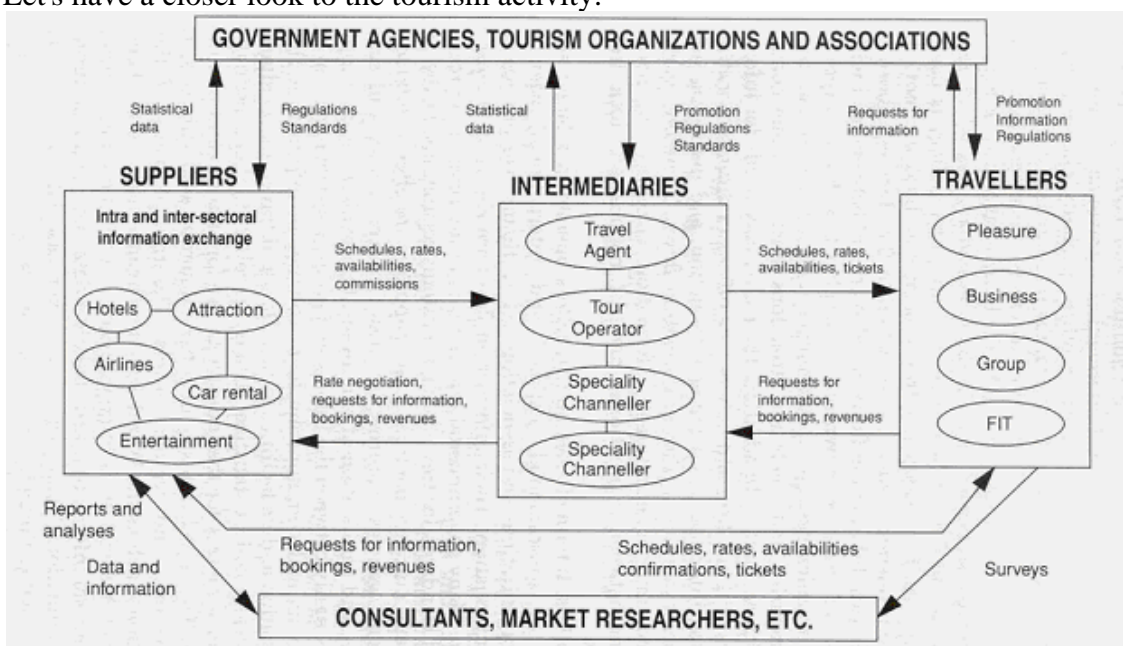 Let's have a closer look to the tourism activity:
GOVERNMENT AGENCIES, TOURISM ORGANIZATIONS AND ASSOCIATIONS
Statistical
data
Regulations
Standards
Statistical
data
Promotion
Regulations
Standards
Requests for
information
Promotion
Information
Regulations
SUPPLIERS
Intra and inter-sectoral
information exchange
Hotels
Attraction
Airlines
Car rental
Entertainment
Schedules, rates,
availabilities,
commissions
Rate negotiation,
requests for information,
bookings, revenues
INTERMEDIARIES
Travel
Agent
Tour
Operator
Speciality
Channeller
Speciality
Channeller
Schedules, rates,
availabilities, tickets
Requests for
information,
bookings, revenues
TRAVELLERS
Pleasure
Business
Group
FIT
Reports and
analyses
Data and
information
Requests for information,
bookings, revenues
Schedules, rates, availabilities
confirmations, tickets
Surveys
CONSULTANTS, MARKET RESEARCHERS, ETC.